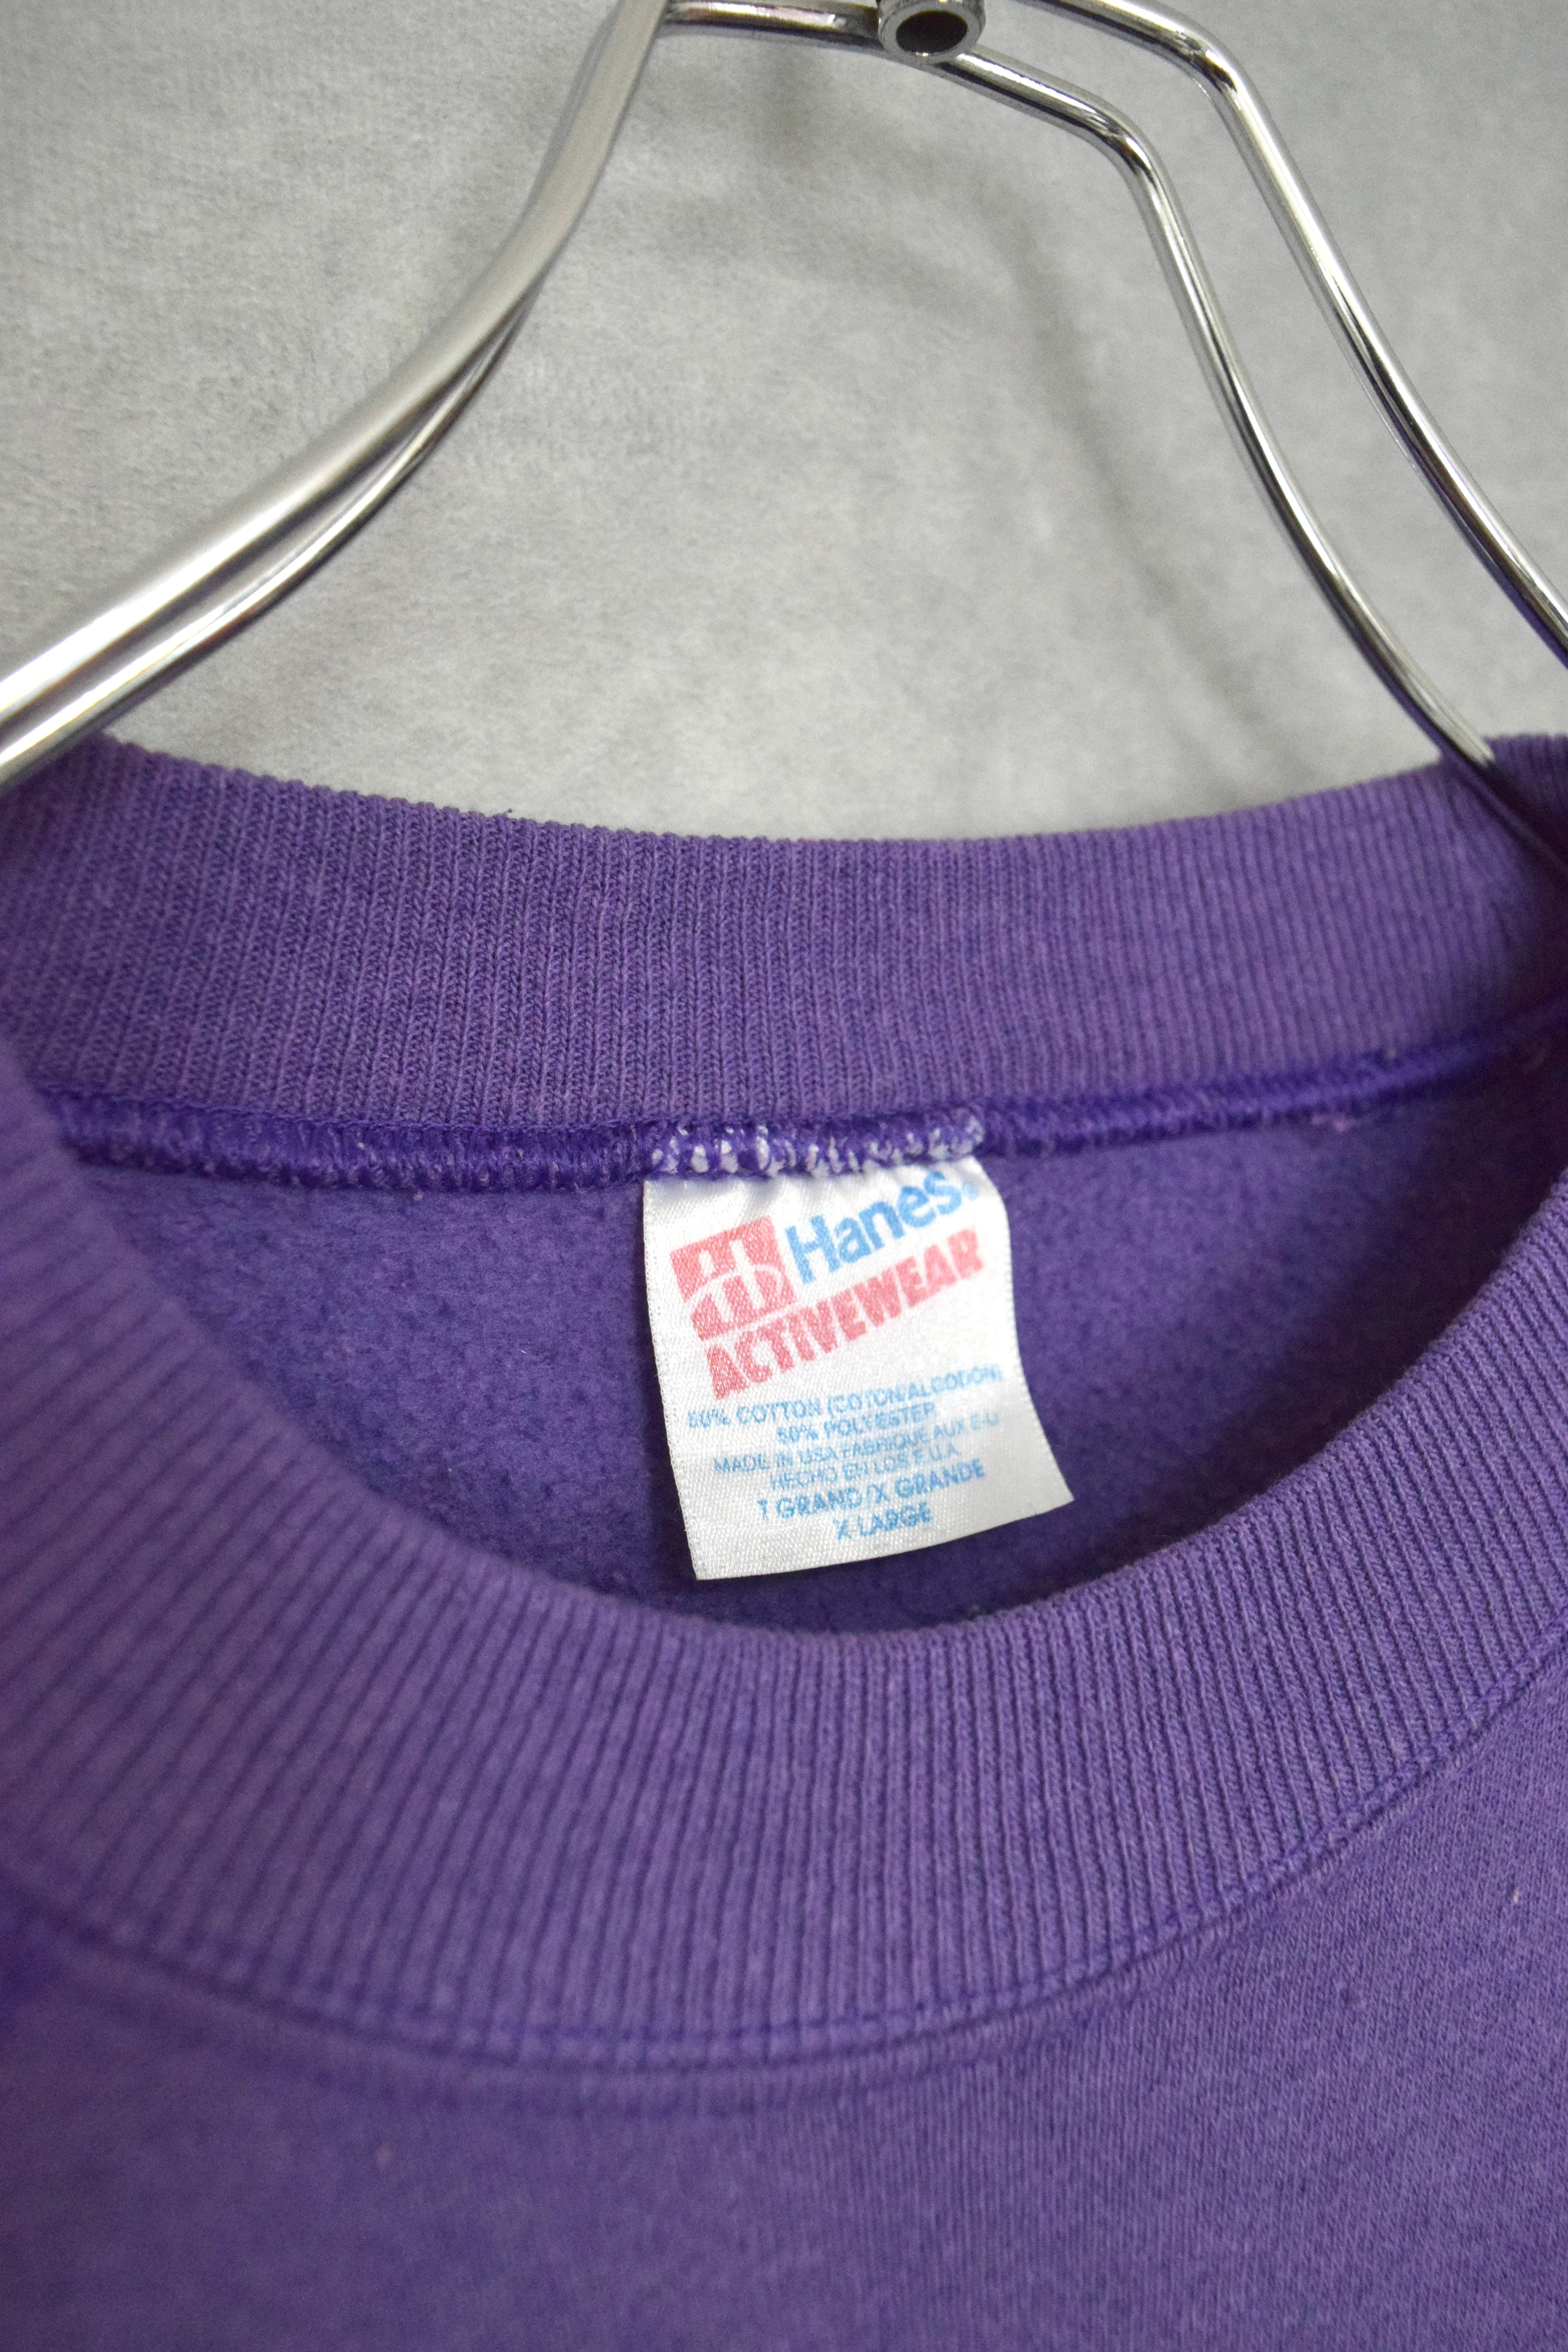 Hanes®
ACTIVEWEAR
50% COTTON (COTON/ALGODON)
50% POLYESTER
MADE IN USA FABRIQUE AUX E-U
HECHO EN LOS E.U.A.
T GRAND/X GRANDE
X-LARGE